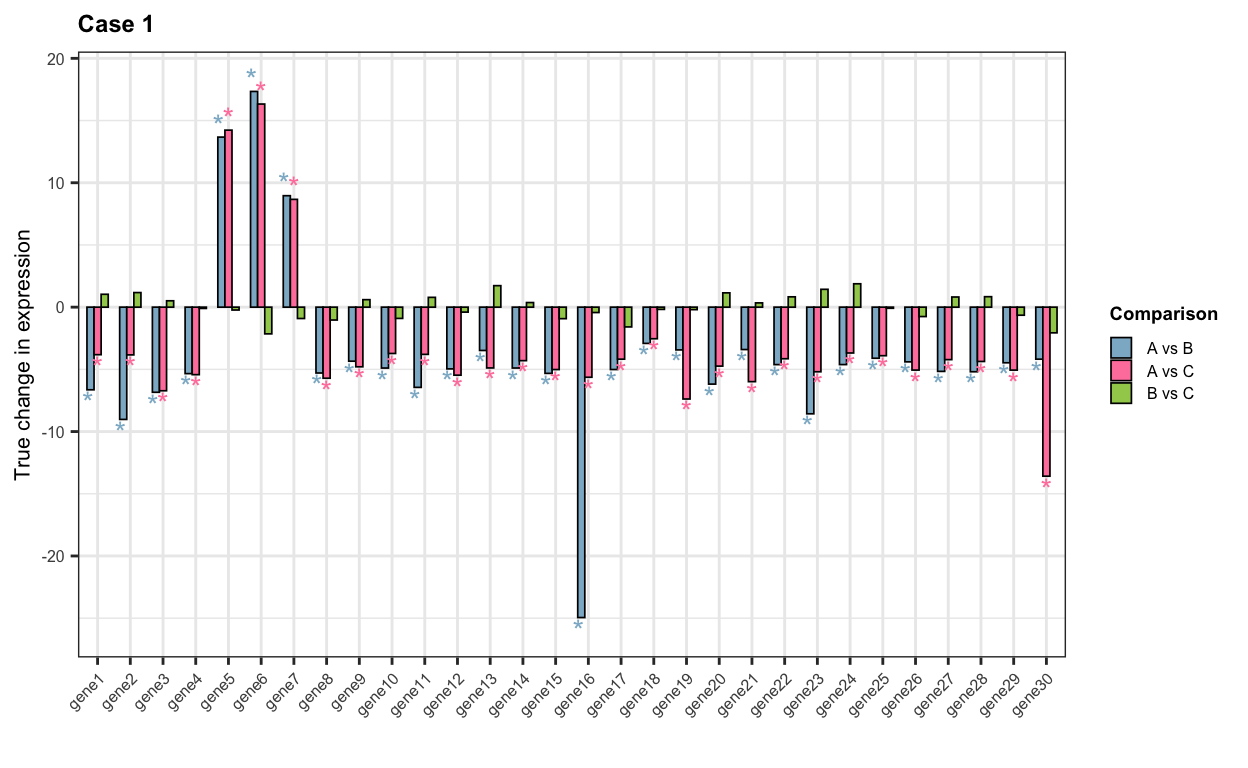 Case 1
True change in expression
20
10
0
-10
-20
gene1
gene2
gene3
gene4
gene5
gene6
gene7
gene8
gene9
gene10
gene11
gene12
gene13
gene14
gene15
gene16
gene17
gene18
gene19
gene20
gene21
gene22
gene23
gene24
gene25
gene26
gene27
gene28
gene29
gene30
Comparison
A vs B
A vs C
B vs C